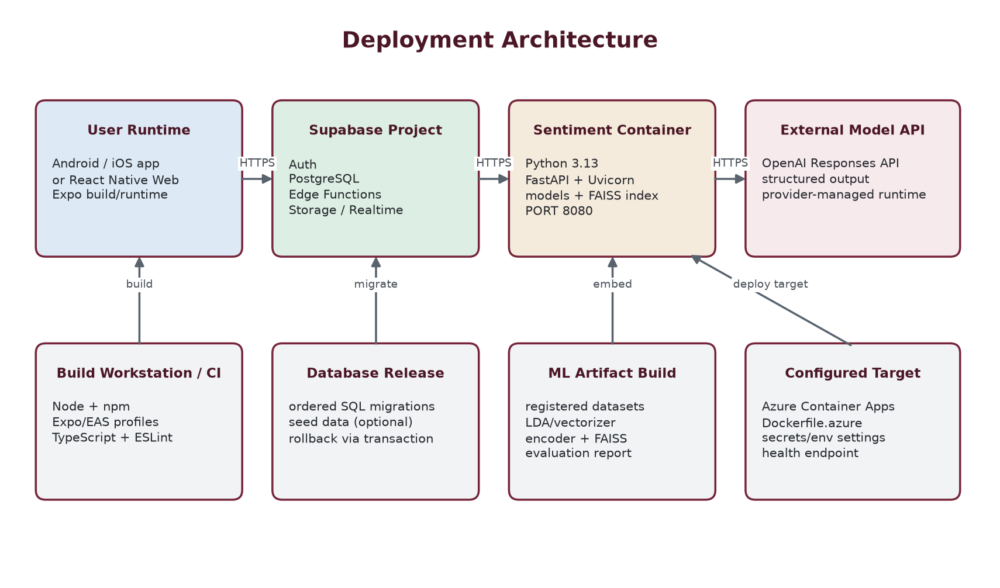 Deployment Architecture
User Runtime
Android / iOS app
or React Native Web
Expo build/runtime
HTTPS
Supabase Project
Auth
PostgreSQL
Edge Functions
Storage / Realtime
HTTPS
Sentiment Container
Python 3.13
FastAPI + Uvicorn
models + FAISS index
PORT 8080
HTTPS
External Model API
OpenAI Responses API
structured output
provider-managed runtime
build
migrate
embed
deploy target
Build Workstation / CI
Node + npm
Expo/EAS profiles
TypeScript + ESLint
Database Release
ordered SQL migrations
seed data (optional)
rollback via transaction
ML Artifact Build
registered datasets
LDA/vectorizer
encoder + FAISS
evaluation report
Configured Target
Azure Container Apps
Dockerfile.azure
secrets/env settings
health endpoint